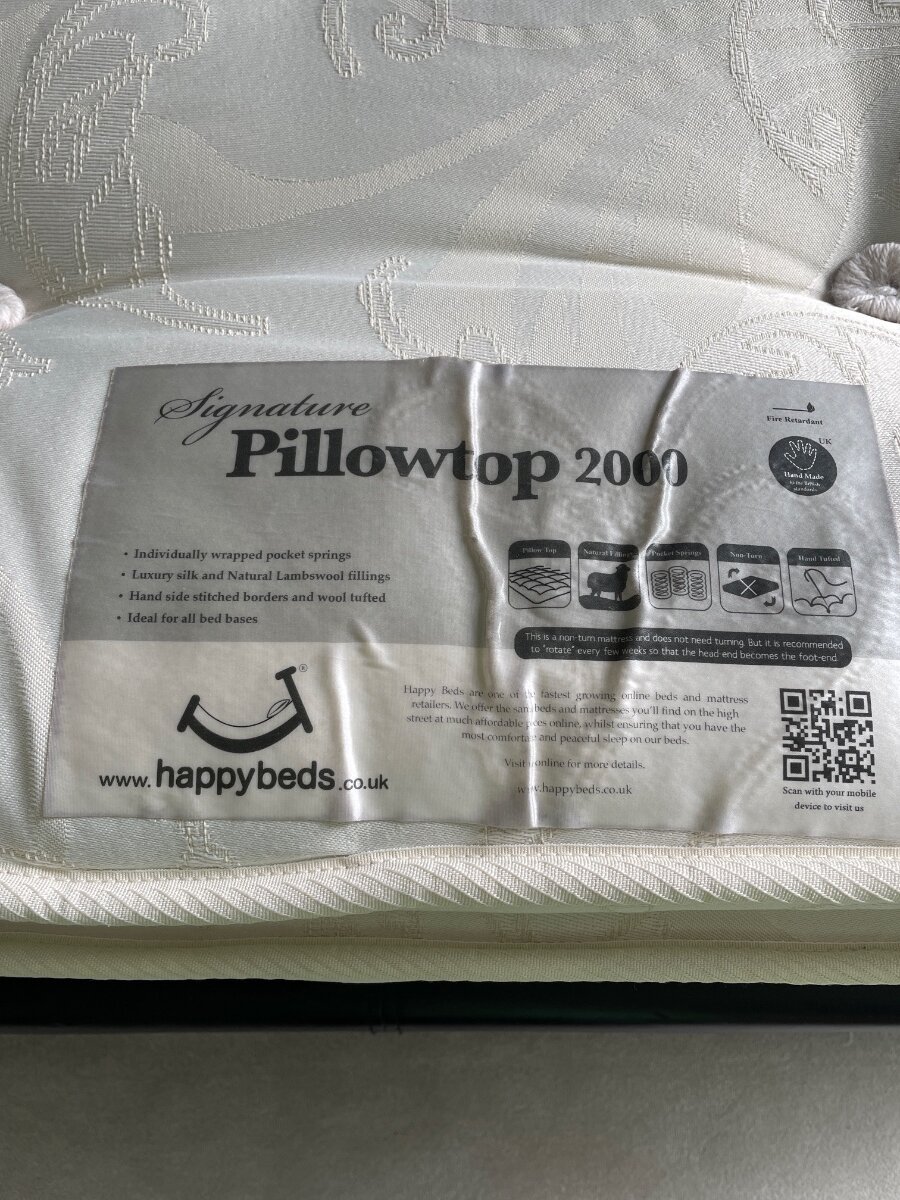 Signature
Pillowtop 2000
Fire Retardant
UK
Hand Made
to the British
standards
• Individually wrapped pocket springs
• Luxury silk and Natural Lambswool fillings
• Hand side stitched borders and wool tufted
• Ideal for all bed bases
Pillow Top
Natural Fillings
Pocket Springs
Non-Turn
Hand Tufted
This is a non-turn mattress and does not need turning. But it is recommended
to "rotate" every few weeks so that the head end becomes the foot-end.
®
www.happybeds.co.uk
Happy Beds are one of fastest growing online beds and mattress
retailers. We offer the beds and mattresses you'll find on the high
street at much affordable online, whilst ensuring that you have the
most and peaceful sleep on our beds.
Visit online for more details.
www.happybeds.co.uk
Scan with your mobile
device to visit us